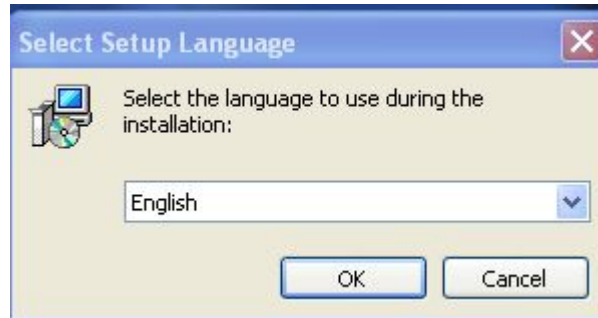 Select Setup Language
Select the language to use during the
installation:
English
OK
Cancel